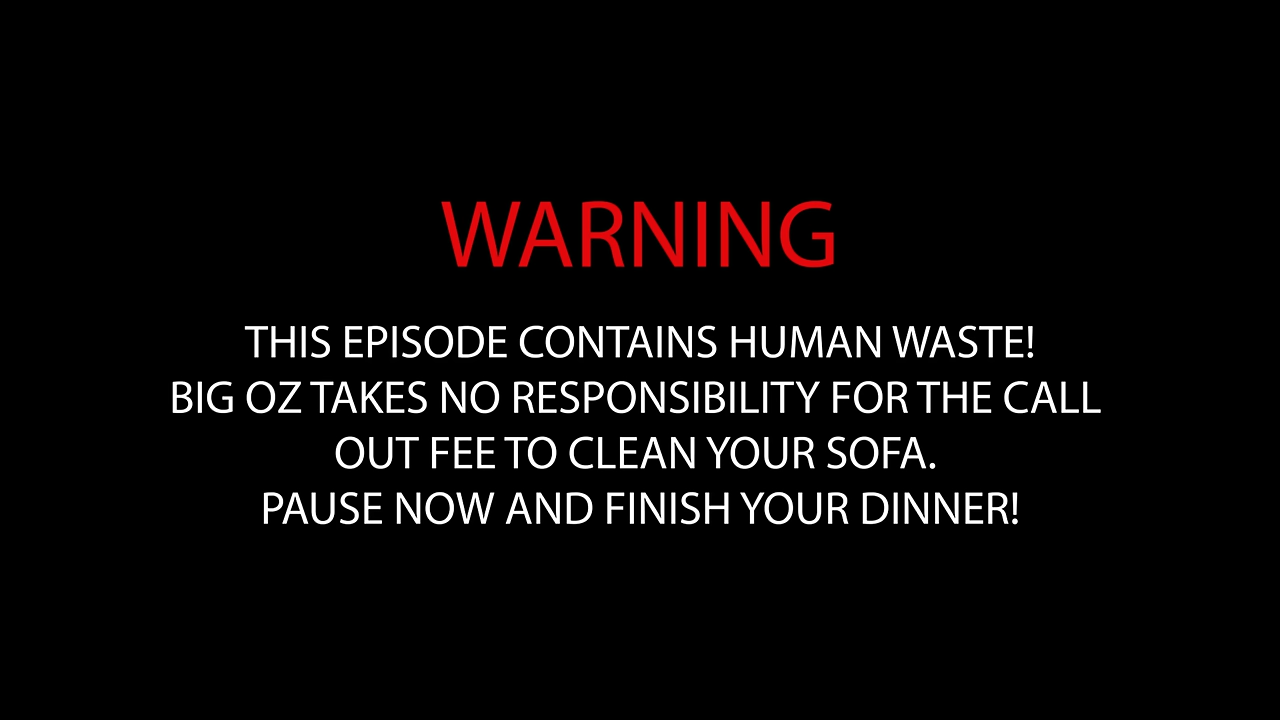 WARNING
THIS EPISODE CONTAINS HUMAN WASTE!
BIG OZ TAKES NO RESPONSIBILITY FOR THE CALL
OUT FEE TO CLEAN YOUR SOFA.
PAUSE NOW AND FINISH YOUR DINNER!